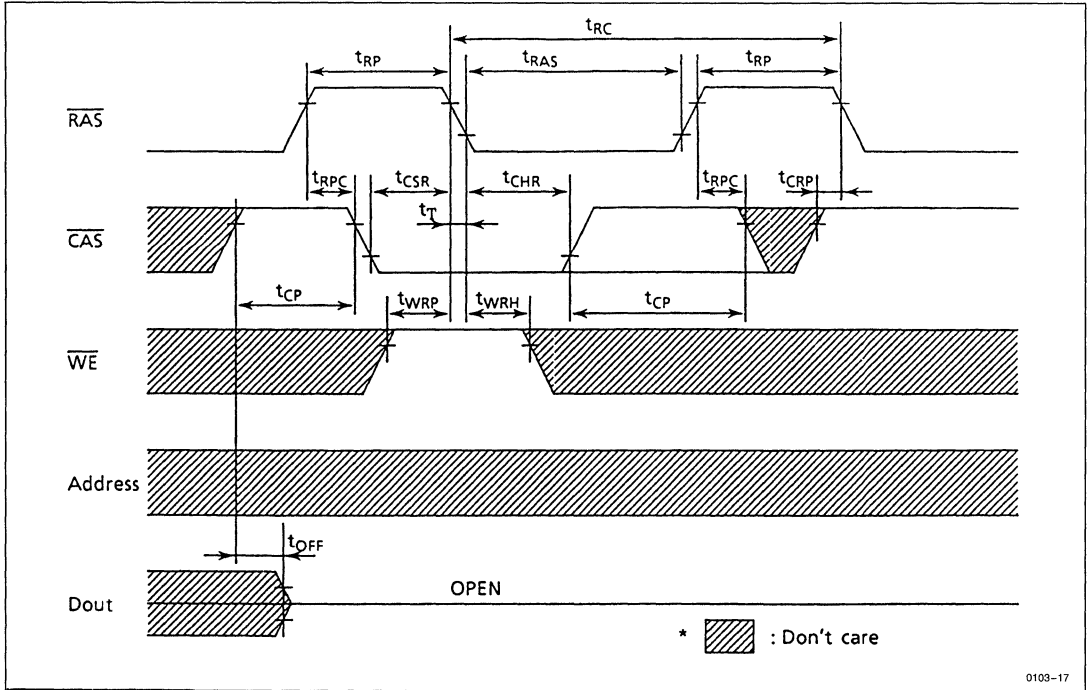 tRC
tRP
tRAS
tRP
RAS
tRPC
tCSR
tCHR
tRPC
tCRP
tT
CAS
tCP
tWRP
tWRH
tCP
WE
Address
tOFF
Dout
OPEN
* : Don't care
0103-17